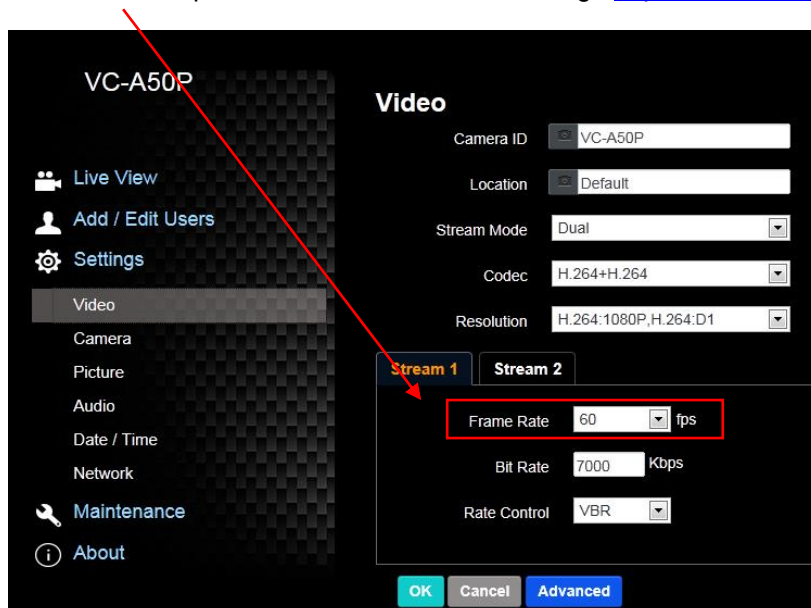 VC-A50P
Live View
Add / Edit Users
Settings
Video
Camera
Picture
Audio
Date / Time
Network
Maintenance
About
Video
Camera ID VC-A50P
Location Default
Stream Mode Dual
Codec H.264+H.264
Resolution H.264:1080P,H.264:D1
Stream 1 Stream 2
Frame Rate 60 fps
Bit Rate 7000 Kbps
Rate Control VBR
OK Cancel Advanced